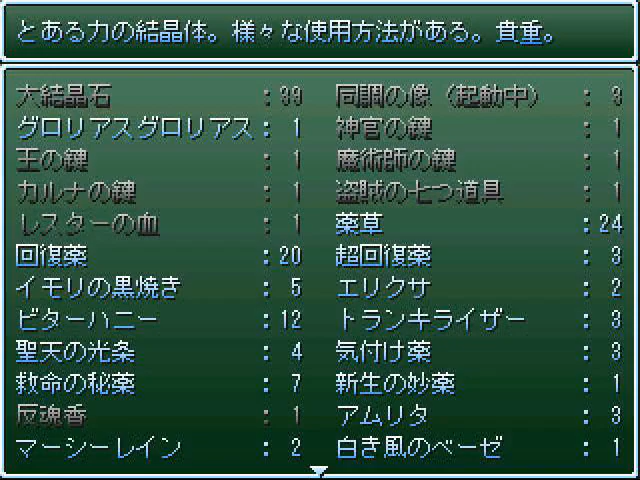 とある力の結晶体。様々な使用方法がある。貴重。
大結晶石 : 39 同調の像（起動中） : 3
グロリアスグロリアス : 1 神官の鍵 : 1
王の鍵 : 1 魔術師の鍵 : 1
カルナの鍵 : 1 盗賊の七つ道具 : 1
レスターの血 : 1 薬草 : 24
回復薬 : 20 超回復薬 : 3
イモリの黒焼き : 5 エリクサ : 2
ビターハニー : 12 トランキライザー : 3
聖天の光条 : 4 気付け薬 : 3
救命の秘薬 : 7 新生の妙薬 : 1
反魂香 : 1 アムリタ : 3
マーシーレイン : 2 白き風のベーゼ : 1